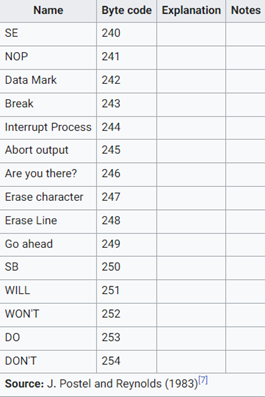 Name Byte code Explanation Notes
SE 240
NOP 241
Data Mark 242
Break 243
Interrupt Process 244
Abort output 245
Are you there? 246
Erase character 247
Erase Line 248
Go ahead 249
SB 250
WILL 251
WON'T 252
DO 253
DON'T 254
Source: J. Postel and Reynolds (1983)[7]